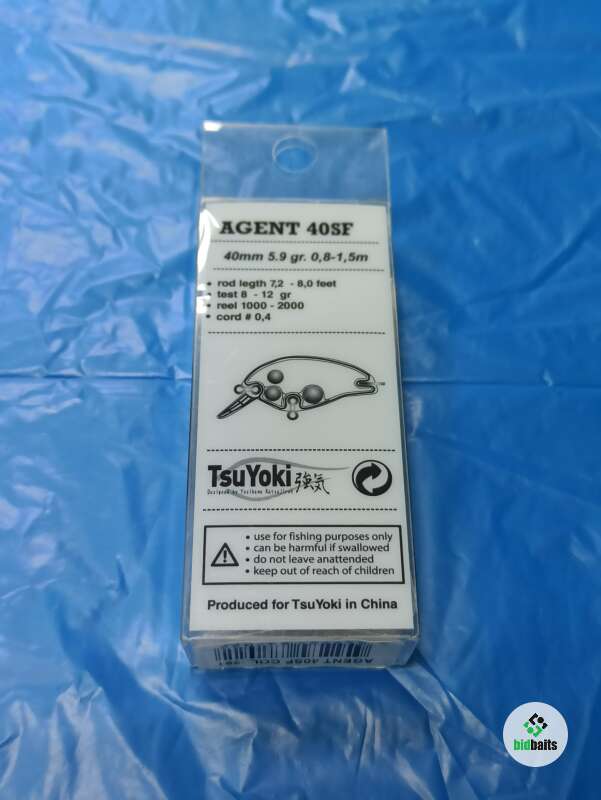 AGENT 40SF
40mm 5.9 gr. 0,8-1,5m
• rod legth 7,2 - 8,0 feet
• test 8 - 12 gr
• reel 1000 - 2000
• cord # 0,4
TsuYoki 強気
Designed by
• use for fishing purposes only
• can be harmful if swallowed
• do not leave anattended
• keep out of reach of children
Produced for TsuYoki in China
AGENT 40SF COL
bidbaits